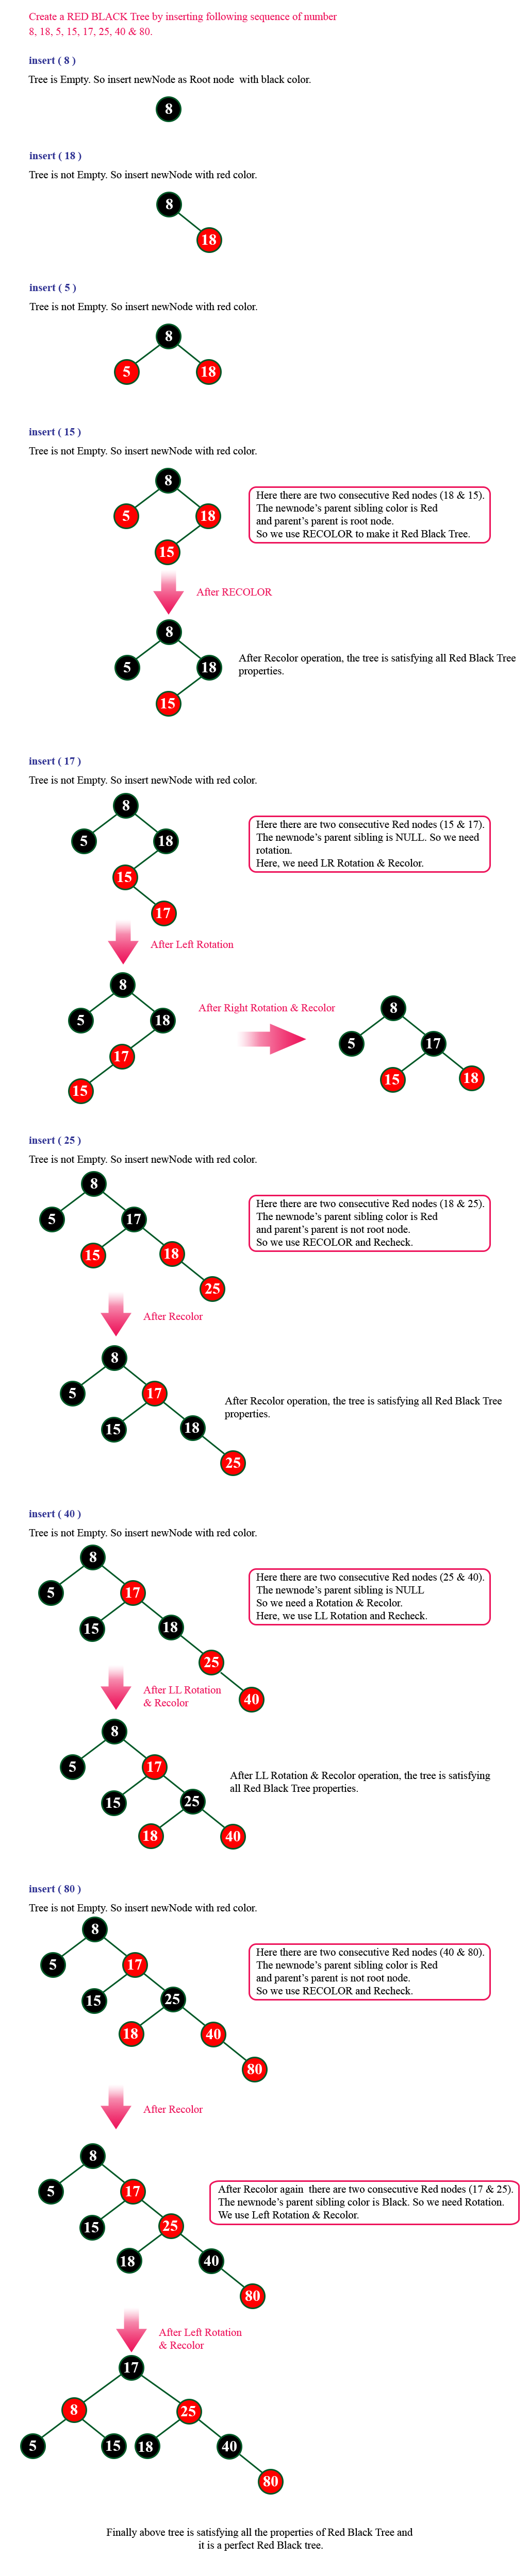 Create a RED BLACK Tree by inserting following sequence of number
8, 18, 5, 15, 17, 25, 40 & 80.
insert ( 8 )
Tree is Empty. So insert newNode as Root node with black color.
8
insert ( 18 )
Tree is not Empty. So insert newNode with red color.
8
18
insert ( 5 )
Tree is not Empty. So insert newNode with red color.
8
5 18
insert ( 15 )
Tree is not Empty. So insert newNode with red color.
8
5 18
15
Here there are two consecutive Red nodes (18 & 15).
The newnode's parent sibling color is Red
and parent's parent is root node.
So we use RECOLOR to make it Red Black Tree.
After RECOLOR
8
5 18
15
After Recolor operation, the tree is satisfying all Red Black Tree
properties.
insert ( 17 )
Tree is not Empty. So insert newNode with red color.
8
5 18
15
17
Here there are two consecutive Red nodes (15 & 17).
The newnode's parent sibling is NULL. So we need
rotation.
Here, we need LR Rotation & Recolor.
After Left Rotation
8
5 18
17
15
After Right Rotation & Recolor
8
5 17
15 18
insert ( 25 )
Tree is not Empty. So insert newNode with red color.
8
5 17
15 18
25
Here there are two consecutive Red nodes (18 & 25).
The newnode's parent sibling color is Red
and parent's parent is not root node.
So we use RECOLOR and Recheck.
After Recolor
8
5 17
15 18
25
After Recolor operation, the tree is satisfying all Red Black Tree
properties.
insert ( 40 )
Tree is not Empty. So insert newNode with red color.
8
5 17
15 18
25
40
Here there are two consecutive Red nodes (25 & 40).
The newnode's parent sibling is NULL
So we need a Rotation & Recolor.
Here, we use LL Rotation and Recheck.
After LL Rotation
& Recolor
8
5 17
15 25
18 40
After LL Rotation & Recolor operation, the tree is satisfying
all Red Black Tree properties.
insert ( 80 )
Tree is not Empty. So insert newNode with red color.
8
5 17
15 25
18 40
80
Here there are two consecutive Red nodes (40 & 80).
The newnode's parent sibling color is Red
and parent's parent is not root node.
So we use RECOLOR and Recheck.
After Recolor
8
5 17
15 25
18 40
80
After Recolor again there are two consecutive Red nodes (17 & 25).
The newnode's parent sibling color is Black. So we need Rotation.
We use Left Rotation & Recolor.
After Left Rotation
& Recolor
17
8 25
5 15 18 40
80
Finally above tree is satisfying all the properties of Red Black Tree and
it is a perfect Red Black tree.